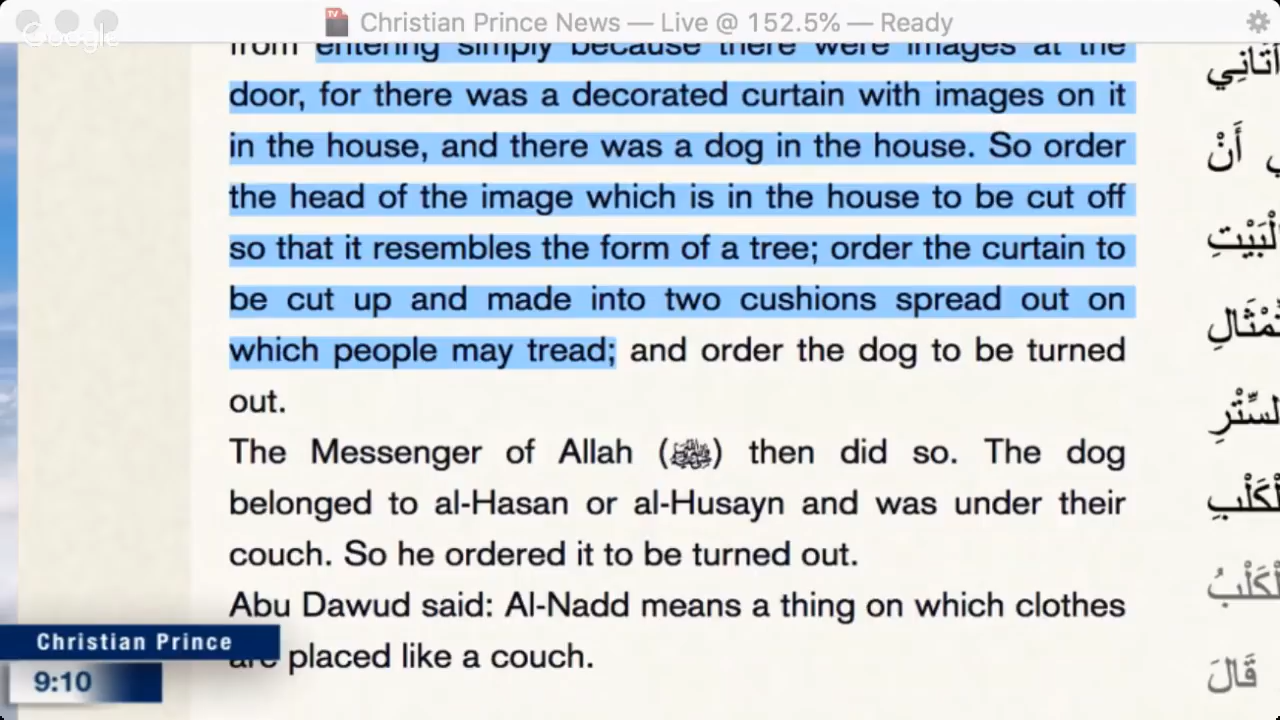 Christian Prince News — Live @ 152.5% — Ready
Google
from entering simply because there were images at the
door, for there was a decorated curtain with images on it
in the house, and there was a dog in the house. So order
the head of the image which is in the house to be cut off
so that it resembles the form of a tree; order the curtain to
be cut up and made into two cushions spread out on
which people may tread; and order the dog to be turned
out.
The Messenger of Allah (ﷺ) then did so. The dog
belonged to al-Hasan or al-Husayn and was under their
couch. So he ordered it to be turned out.
Abu Dawud said: Al-Nadd means a thing on which clothes
are placed like a couch.
أَتَانِي
أَنْ
قَالَ
Christian Prince
9:10